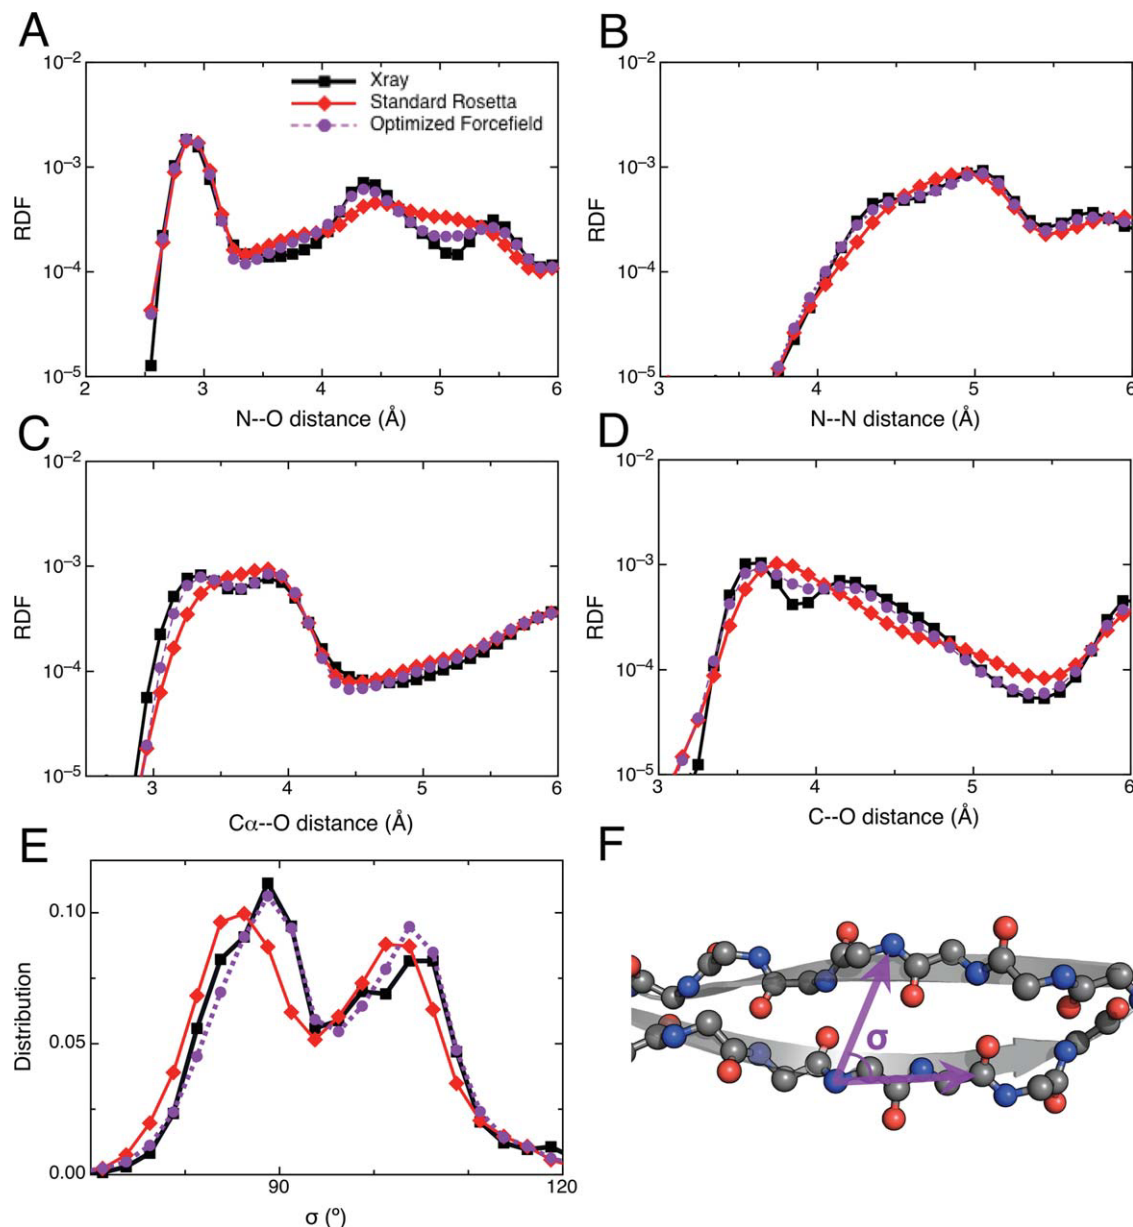 A
10⁻²
10⁻³
10⁻⁴
10⁻⁵
RDF
Xray
Standard Rosetta
Optimized Forcefield
2 3 4 5 6
N--O distance (Å)
B
10⁻²
10⁻³
10⁻⁴
10⁻⁵
RDF
3 4 5 6
N--N distance (Å)
C
10⁻²
10⁻³
10⁻⁴
10⁻⁵
RDF
3 4 5 6
Cα--O distance (Å)
D
10⁻²
10⁻³
10⁻⁴
10⁻⁵
RDF
3 4 5 6
C--O distance (Å)
E
0.10
0.05
0.00
Distribution
90 120
σ (°)
F
σ